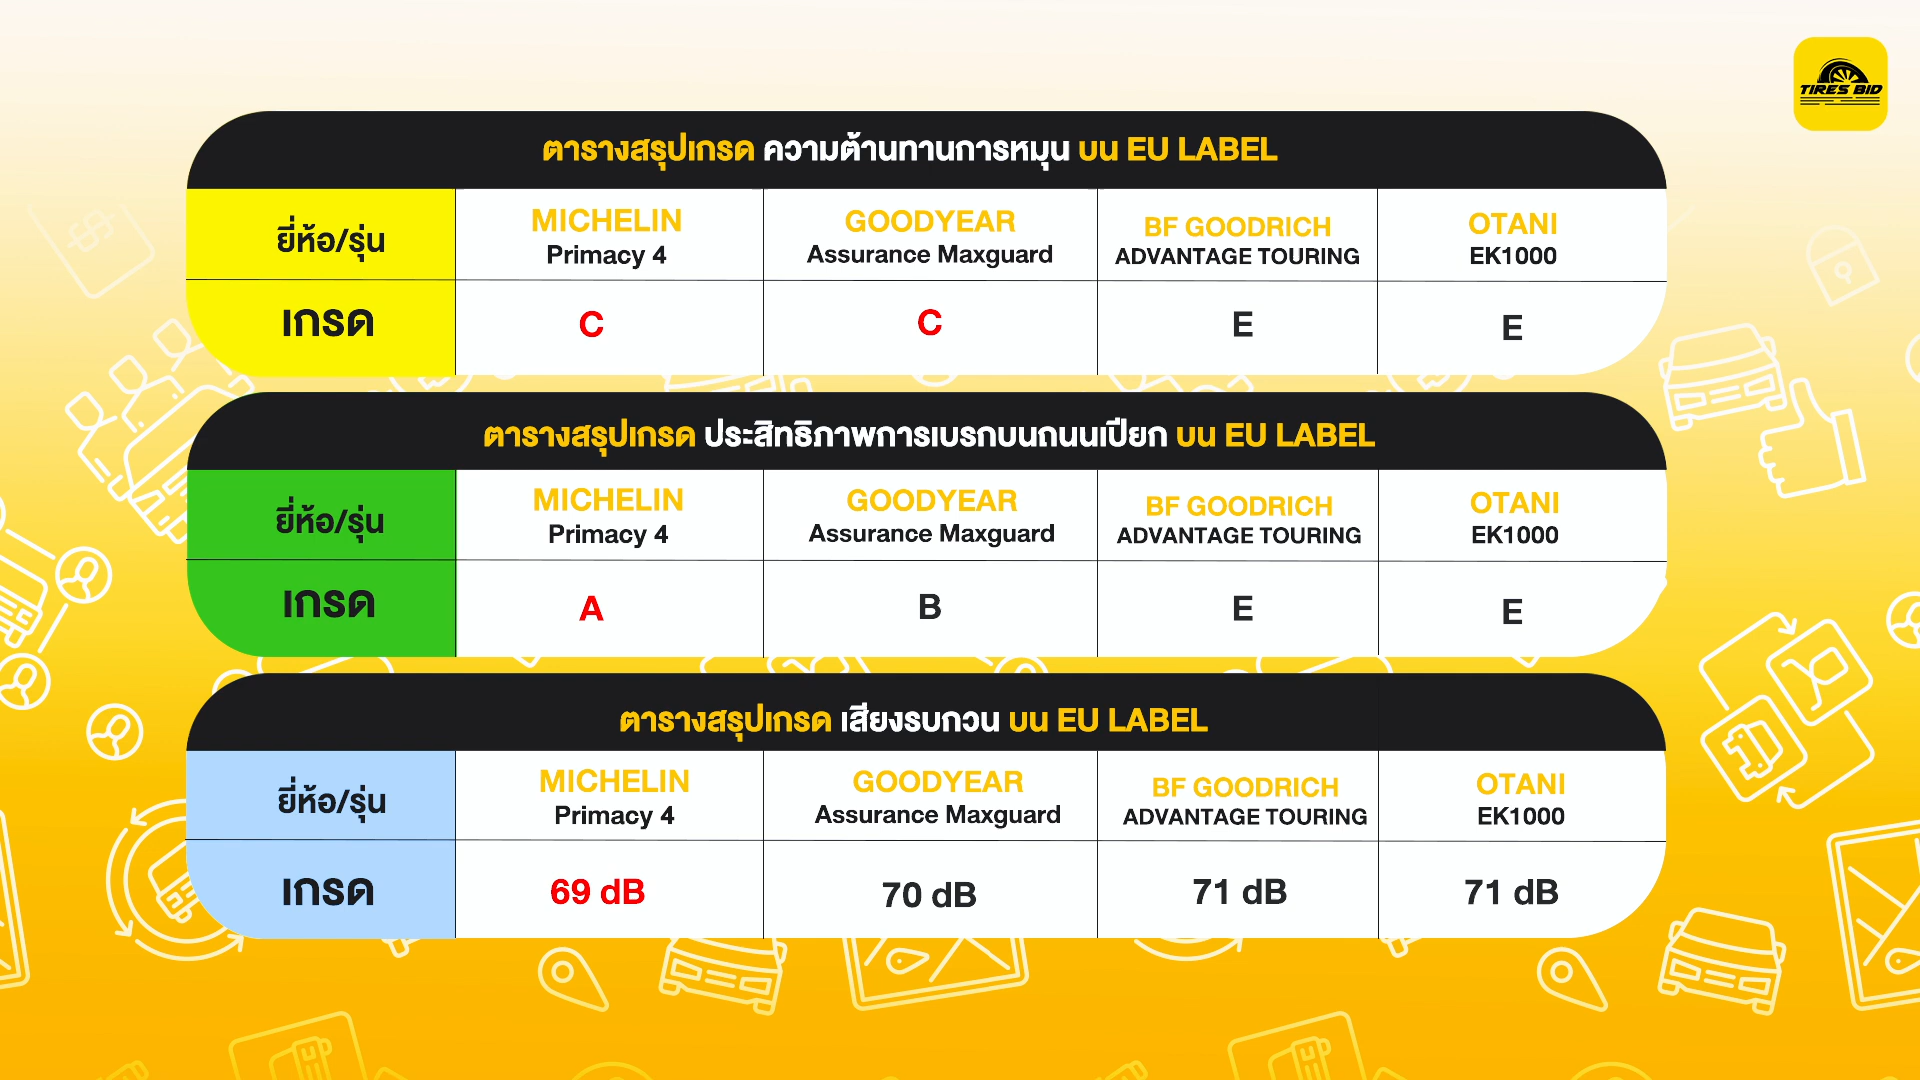 TIRES BID
ตารางสรุปเกรด ความต้านทานการหมุน บน EU LABEL
ยี่ห้อ/รุ่น
MICHELIN
Primacy 4
GOODYEAR
Assurance Maxguard
BF GOODRICH
ADVANTAGE TOURING
OTANI
EK1000
เกรด
C
C
E
E
ตารางสรุปเกรด ประสิทธิภาพการเบรกบนถนนเปียก บน EU LABEL
ยี่ห้อ/รุ่น
MICHELIN
Primacy 4
GOODYEAR
Assurance Maxguard
BF GOODRICH
ADVANTAGE TOURING
OTANI
EK1000
เกรด
A
B
E
E
ตารางสรุปเกรด เสียงรบกวน บน EU LABEL
ยี่ห้อ/รุ่น
MICHELIN
Primacy 4
GOODYEAR
Assurance Maxguard
BF GOODRICH
ADVANTAGE TOURING
OTANI
EK1000
เกรด
69 dB
70 dB
71 dB
71 dB